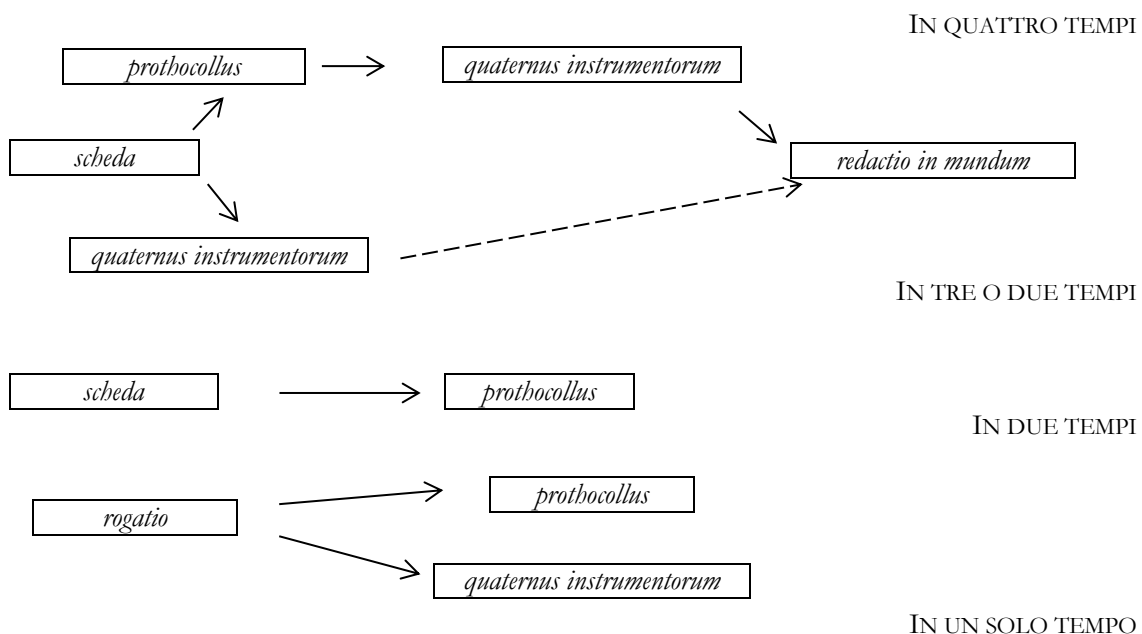 IN QUATTRO TEMPI
prothocollus
quaternus instrumentorum
scheda
redactio in mundum
quaternus instrumentorum
IN TRE O DUE TEMPI
scheda
prothocollus
IN DUE TEMPI
prothocollus
rogatio
quaternus instrumentorum
IN UN SOLO TEMPO